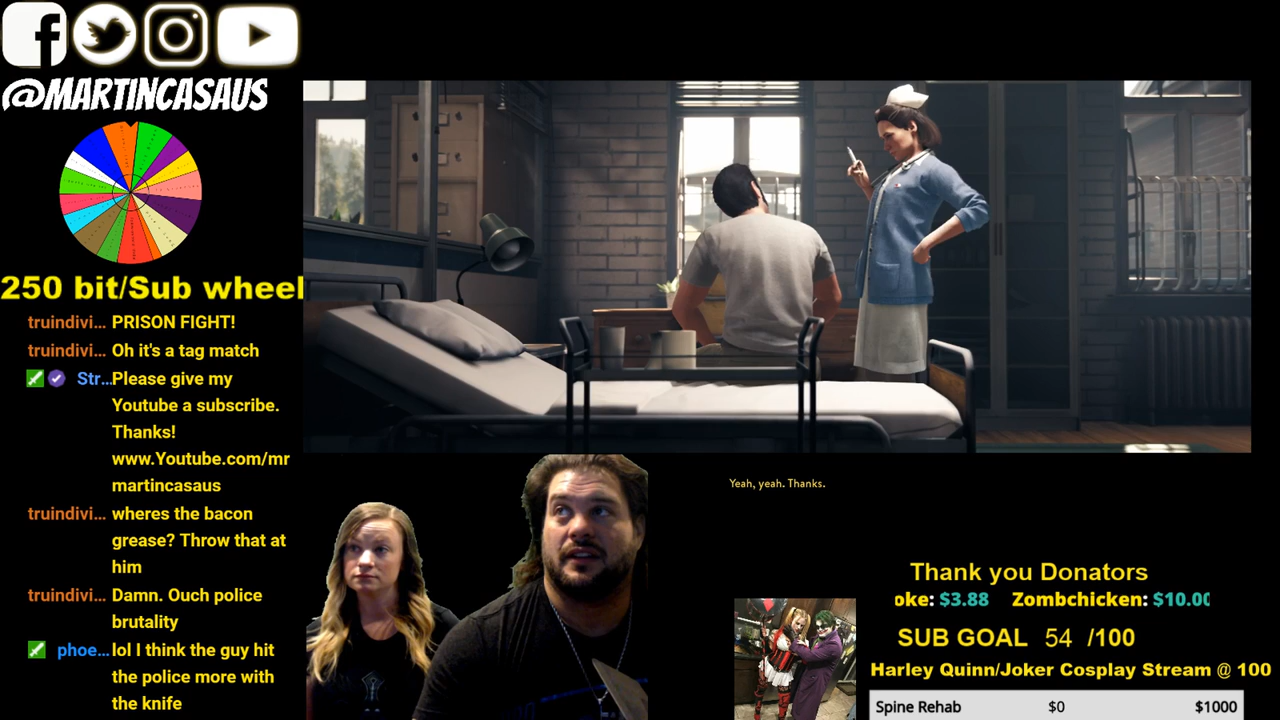 @MARTINCASAUS
250 bit/Sub wheel
truindivi... PRISON FIGHT!
truindivi... Oh it's a tag match
Str... Please give my
Youtube a subscribe.
Thanks!
www.Youtube.com/mr
martincasaus
truindivi... wheres the bacon
grease? Throw that at
him
truindivi... Damn. Ouch police
brutality
phoe... lol I think the guy hit
the police more with
the knife
Yeah, yeah. Thanks.
Thank you Donators
oke: $3.88 Zombchicken: $10.00
SUB GOAL 54 /100
Harley Quinn/Joker Cosplay Stream @ 100
Spine Rehab $0 $1000